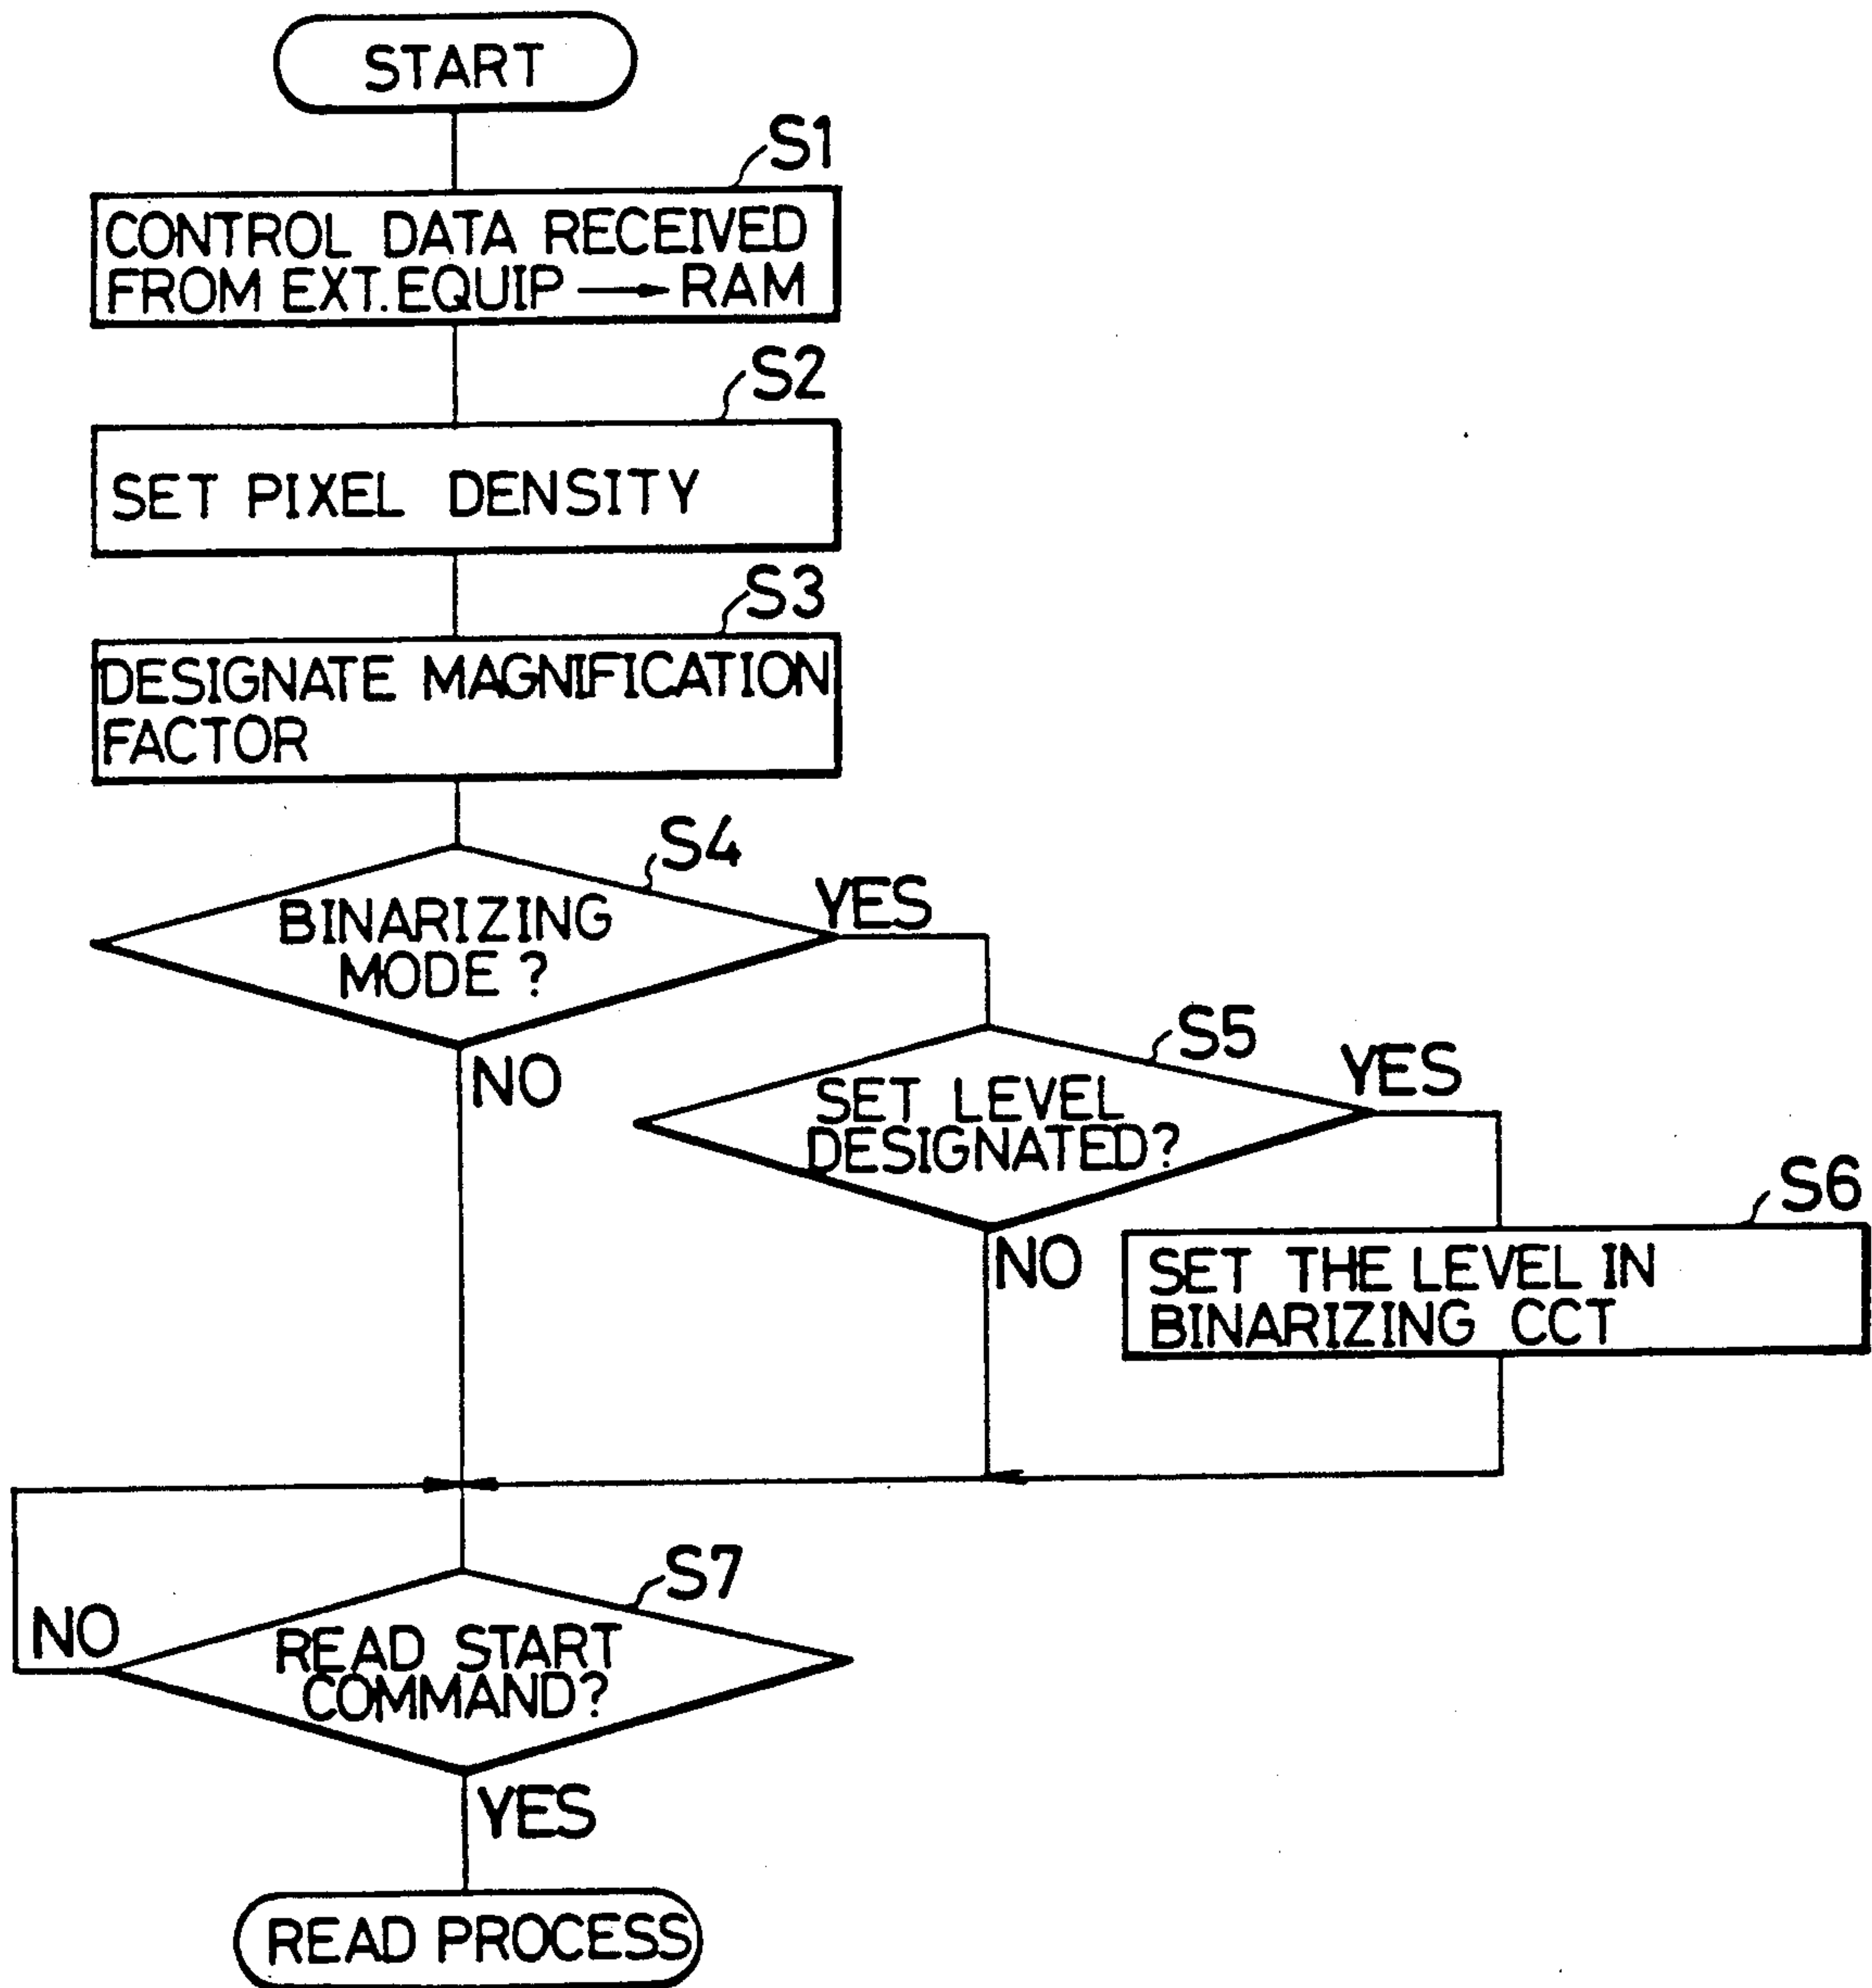 START
S1
CONTROL DATA RECEIVED
FROM EXT.EQUIP → RAM
S2
SET PIXEL DENSITY
S3
DESIGNATE MAGNIFICATION
FACTOR
S4
BINARIZING
MODE?
YES
NO
S5
SET LEVEL
DESIGNATED?
YES
NO
S6
SET THE LEVEL IN
BINARIZING CCT
S7
READ START
COMMAND?
NO
YES
READ PROCESS